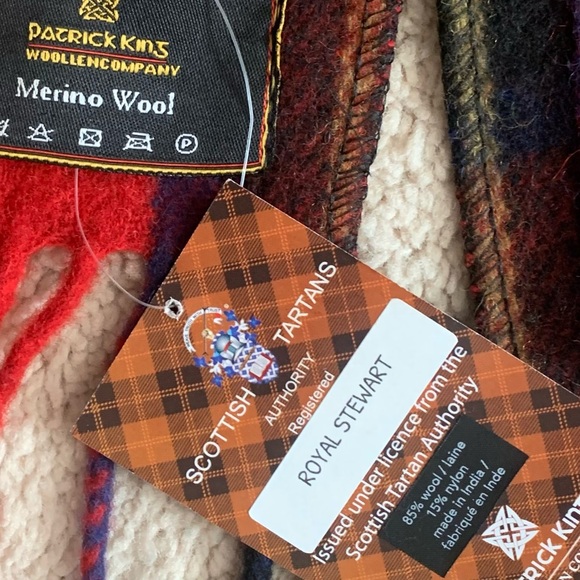 PATRICK KING
WOOLLENCOMPANY
Merino Wool
P
SCOTTISH
TARTANS
AUTHORITY
Registered
ROYAL STEWART
Issued under licence from the
Scottish Tartan Authority
85% wool / laine
15% nylon
made in India /
fabriqué en Inde